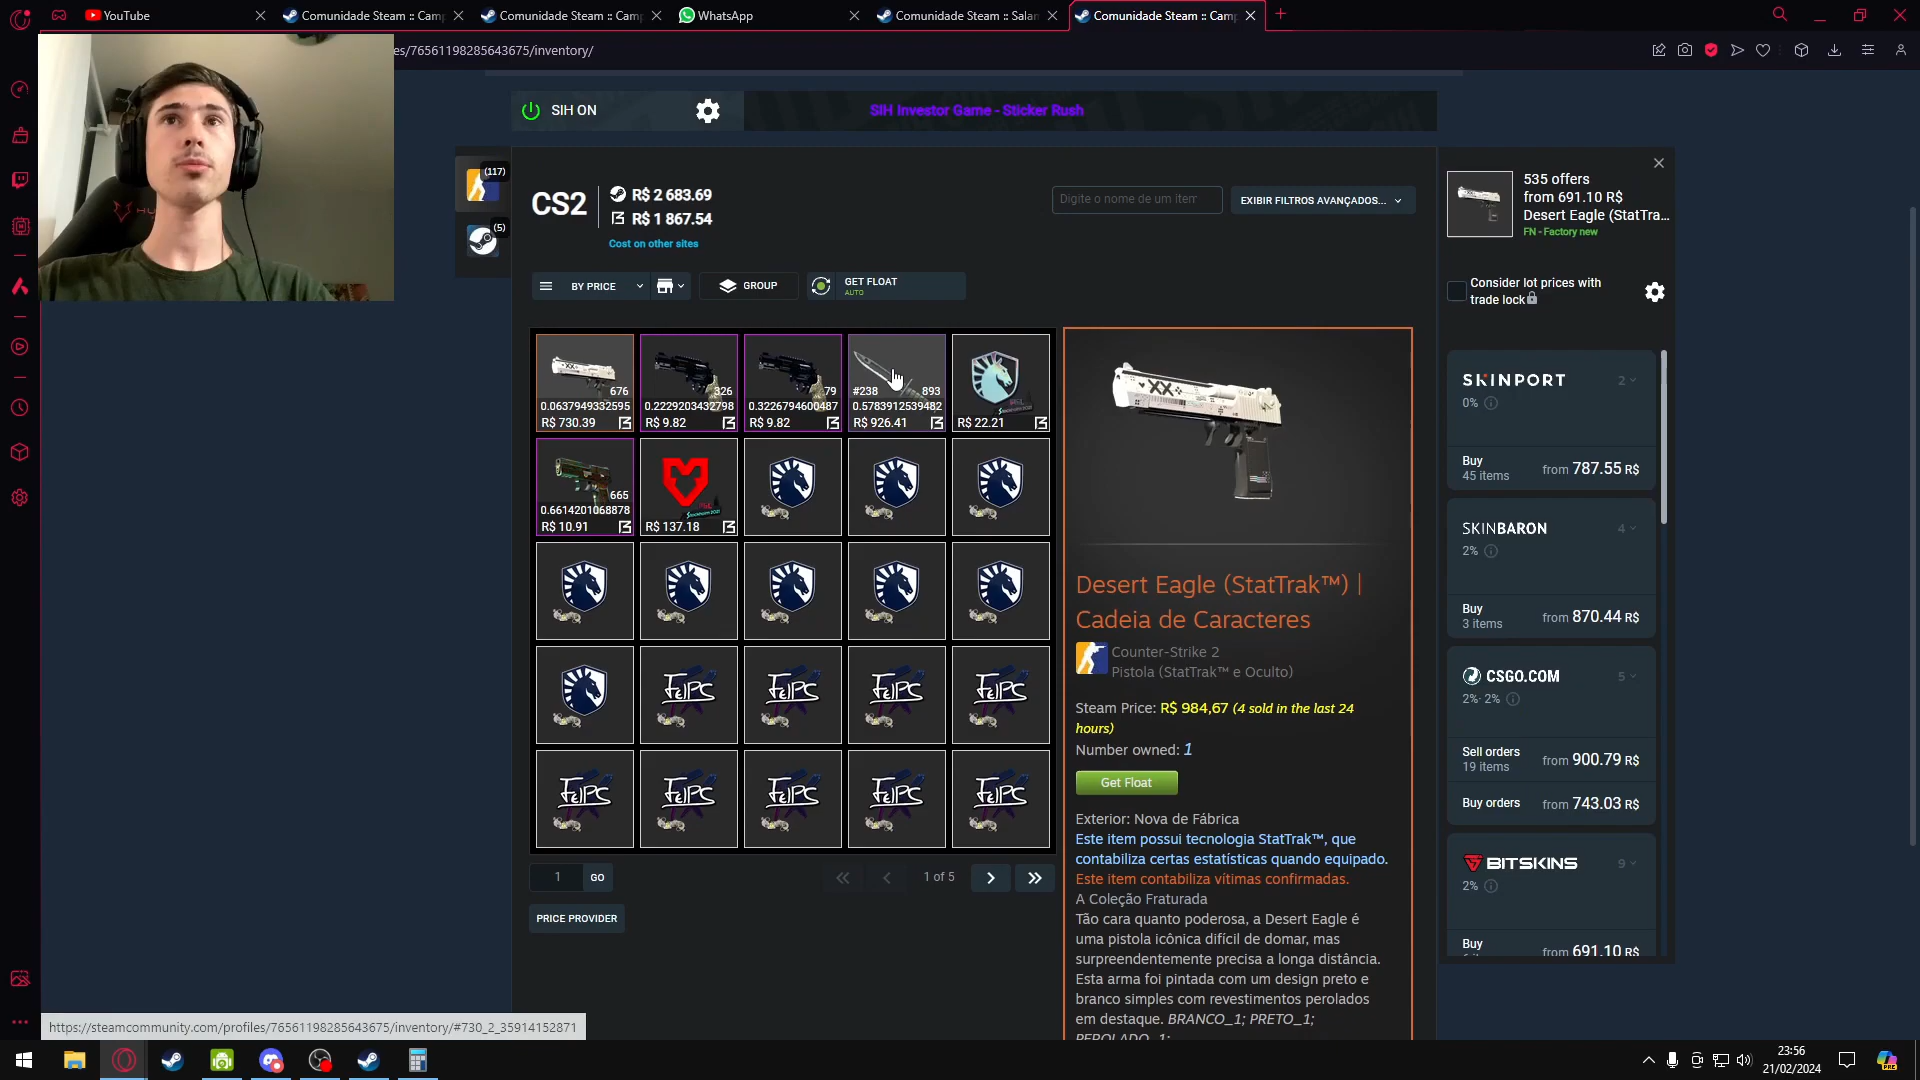 YouTube
Comunidade Steam :: Cam
Comunidade Steam :: Cam
WhatsApp
Comunidade Steam :: Salar
Comunidade Steam :: Cam
es/76561198285643675/inventory/
SIH ON
SIH Investor Game - Sticker Rush
(117)
(5)
CS2
R$ 2 683.69
R$ 1 867.54
Cost on other sites
Digite o nome de um item
EXIBIR FILTROS AVANÇADOS...
BY PRICE
GROUP
GET FLOAT
AUTO
676
0.0637949332595
R$ 730.39
326
0.2229203432798
R$ 9.82
79
0.3226794600487
R$ 9.82
#238 893
0.5783912539482
R$ 926.41
R$ 22.21
665
0.6614201068878
R$ 10.91
R$ 137.18
1
GO
1 of 5
PRICE PROVIDER
Desert Eagle (StatTrak™) |
Cadeia de Caracteres
Counter-Strike 2
Pistola (StatTrak™ e Oculto)
Steam Price: R$ 984,67 (4 sold in the last 24
hours)
Number owned: 1
Get Float
Exterior: Nova de Fábrica
Este item possui tecnologia StatTrak™, que
contabiliza certas estatísticas quando equipado.
Este item contabiliza vítimas confirmadas.
A Coleção Fraturada
Tão cara quanto poderosa, a Desert Eagle é
uma pistola icônica difícil de domar, mas
surpreendentemente precisa a longa distância.
Esta arma foi pintada com um design preto e
branco simples com revestimentos perolados
em destaque. BRANCO_1; PRETO_1;
PEROLADO_1;
535 offers
from 691.10 R$
Desert Eagle (StatTra...
FN - Factory new
Consider lot prices with
trade lock
SKINPORT 2
0%
Buy
45 items
from 787.55 R$
SKINBARON 4
2%
Buy
3 items
from 870.44 R$
CSGO.COM 5
2%· 2%
Sell orders
19 items
from 900.79 R$
Buy orders from 743.03 R$
BITSKINS 9
2%
Buy
from 691.10 R$
https://steamcommunity.com/profiles/76561198285643675/inventory/#730_2_35914152871
23:56
21/02/2024